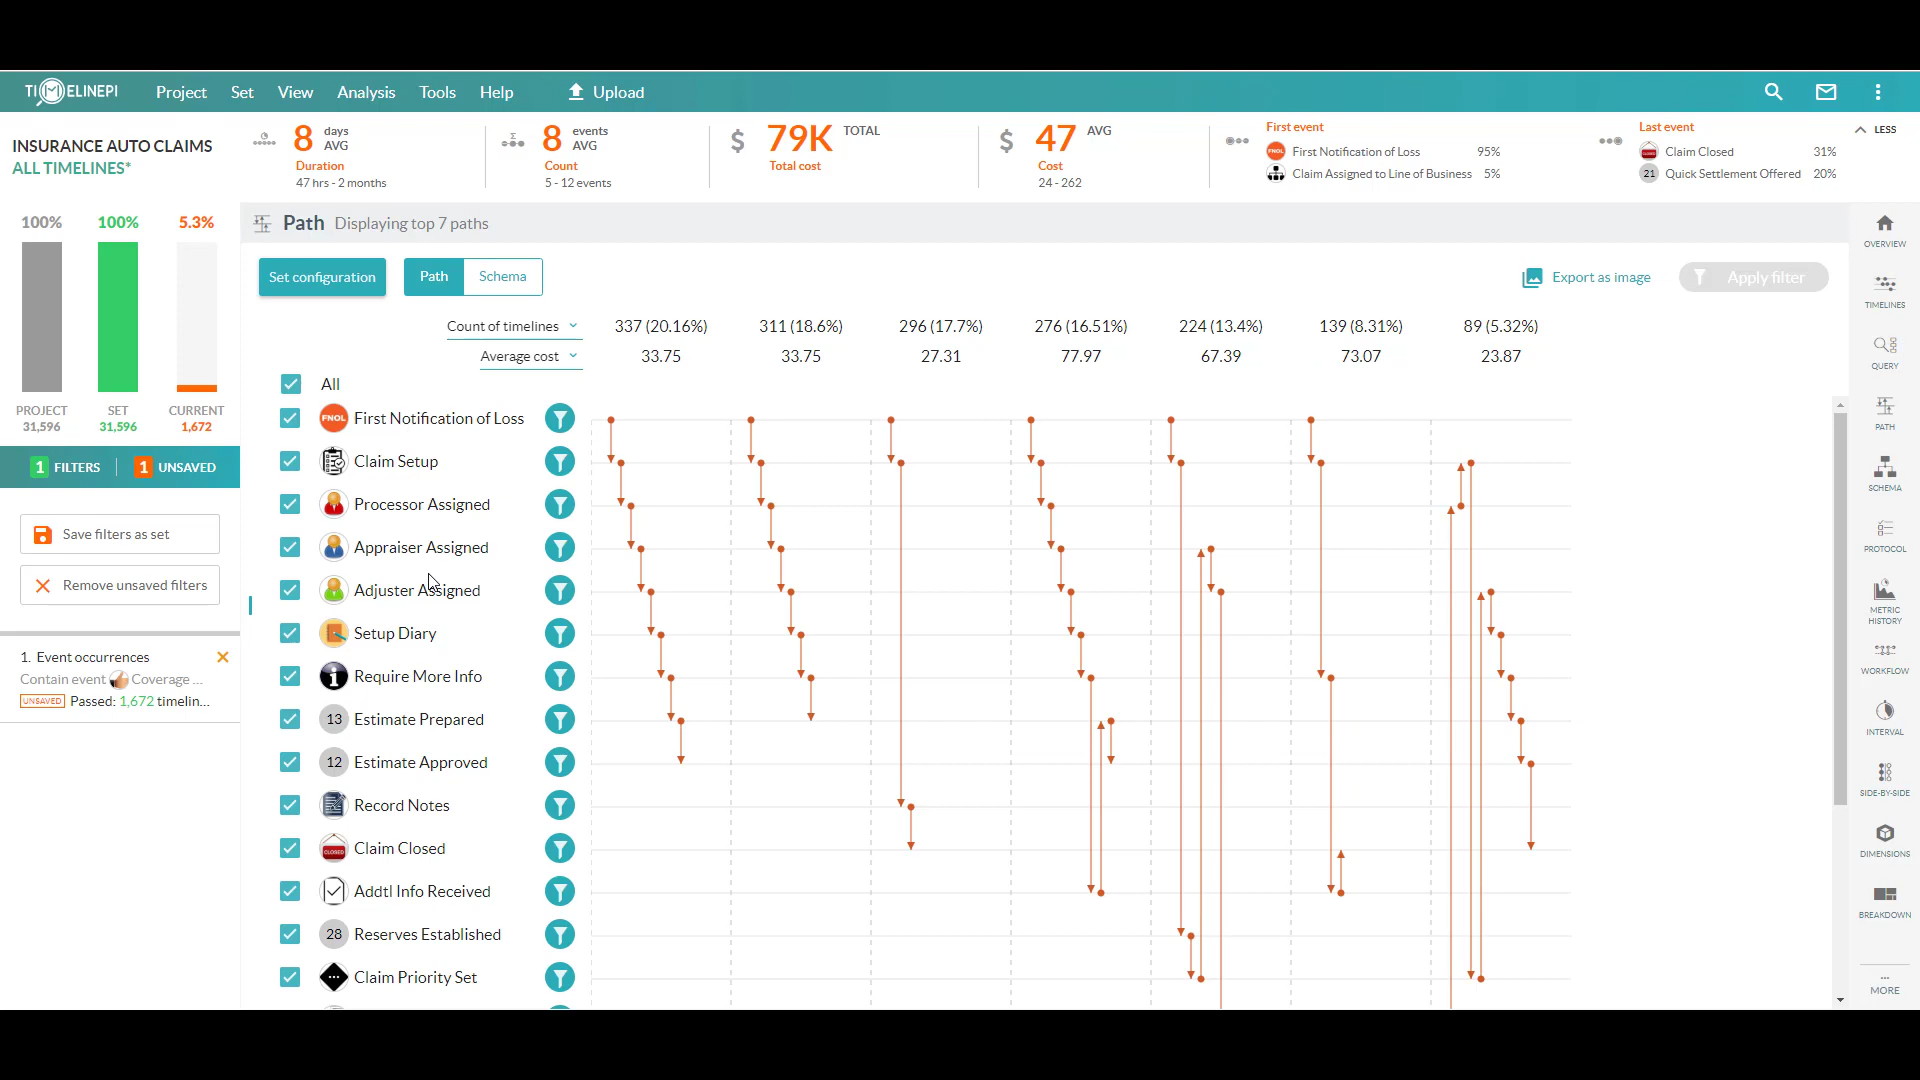 TIMELINEPI
Project Set View Analysis Tools Help Upload
INSURANCE AUTO CLAIMS
ALL TIMELINES*
8 days AVG
Duration
47 hrs - 2 months
8 events AVG
Count
5 - 12 events
$ 79K TOTAL
Total cost
$ 47 AVG
Cost
24 - 262
First event
FNOL First Notification of Loss 95%
Claim Assigned to Line of Business 5%
Last event
CLOSED Claim Closed 31%
21 Quick Settlement Offered 20%
LESS
100% 100% 5.3%
PROJECT SET CURRENT
31,596 31,596 1,672
1 FILTERS 1 UNSAVED
Save filters as set
Remove unsaved filters
1. Event occurrences
Contain event Coverage ...
UNSAVED Passed: 1,672 timelin...
Path Displaying top 7 paths
Set configuration Path Schema
Export as image Apply filter
Count of timelines 337 (20.16%) 311 (18.6%) 296 (17.7%) 276 (16.51%) 224 (13.4%) 139 (8.31%) 89 (5.32%)
Average cost 33.75 33.75 27.31 77.97 67.39 73.07 23.87
All
FNOL First Notification of Loss
Claim Setup
Processor Assigned
Appraiser Assigned
Adjuster Assigned
Setup Diary
Require More Info
13 Estimate Prepared
12 Estimate Approved
Record Notes
CLOSED Claim Closed
Addtl Info Received
28 Reserves Established
Claim Priority Set
OVERVIEW
TIMELINES
QUERY
PATH
SCHEMA
PROTOCOL
METRIC
HISTORY
WORKFLOW
INTERVAL
SIDE-BY-SIDE
DIMENSIONS
BREAKDOWN
MORE